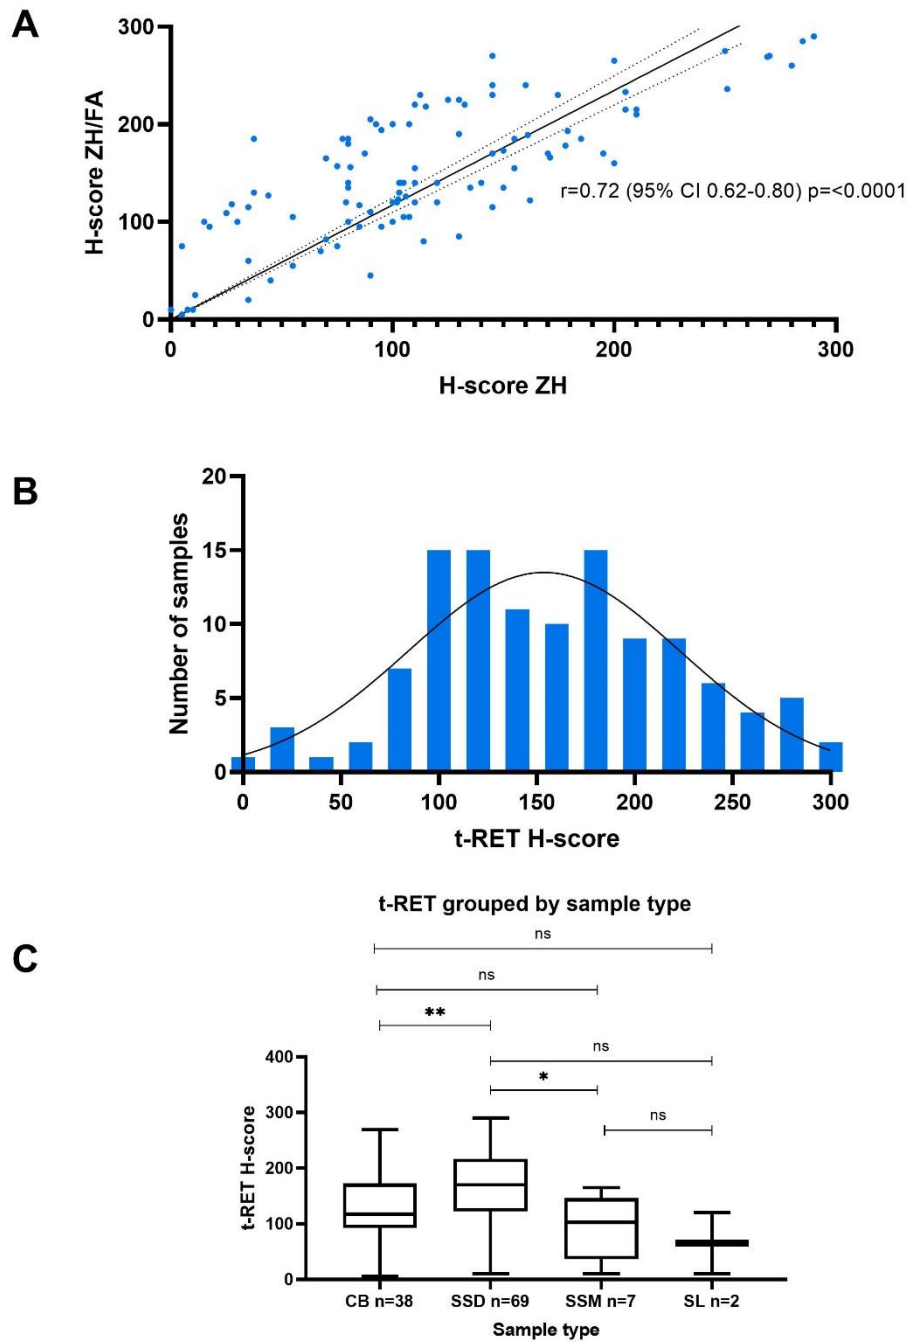 A
H-score ZH/FA
300
200
100
0
0 100 200 300
r=0.72 (95% CI 0.62-0.80) p=<0.0001
H-score ZH
B
Number of samples
20
15
10
5
0
0 50 100 150 200 250 300
t-RET H-score
t-RET grouped by sample type
C
ns
ns
**
ns
*
ns
t-RET H-score
400
300
200
100
0
CB n=38 SSD n=69 SSM n=7 SL n=2
Sample type